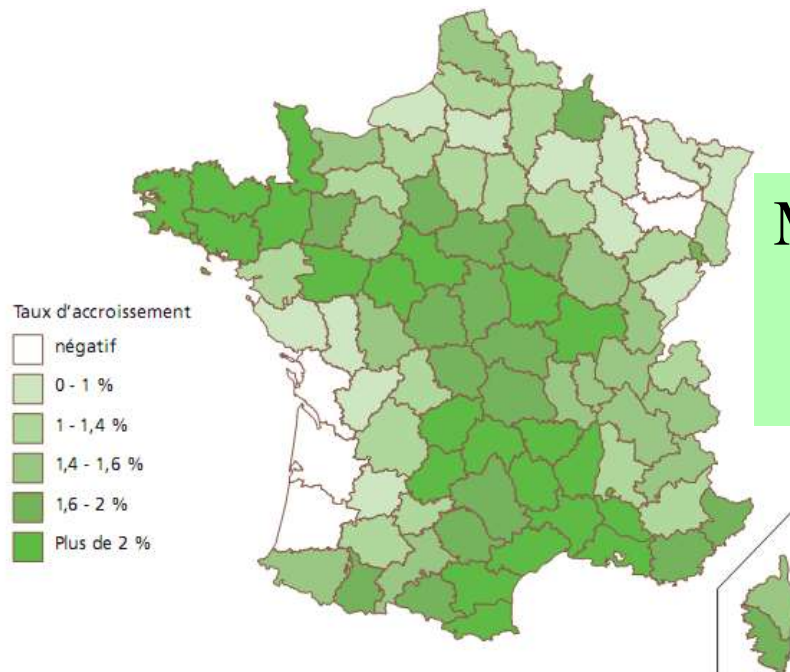 Taux d'accroissement
négatif
0 - 1 %
1 - 1,4 %
1,4 - 1,6 %
1,6 - 2 %
Plus de 2 %